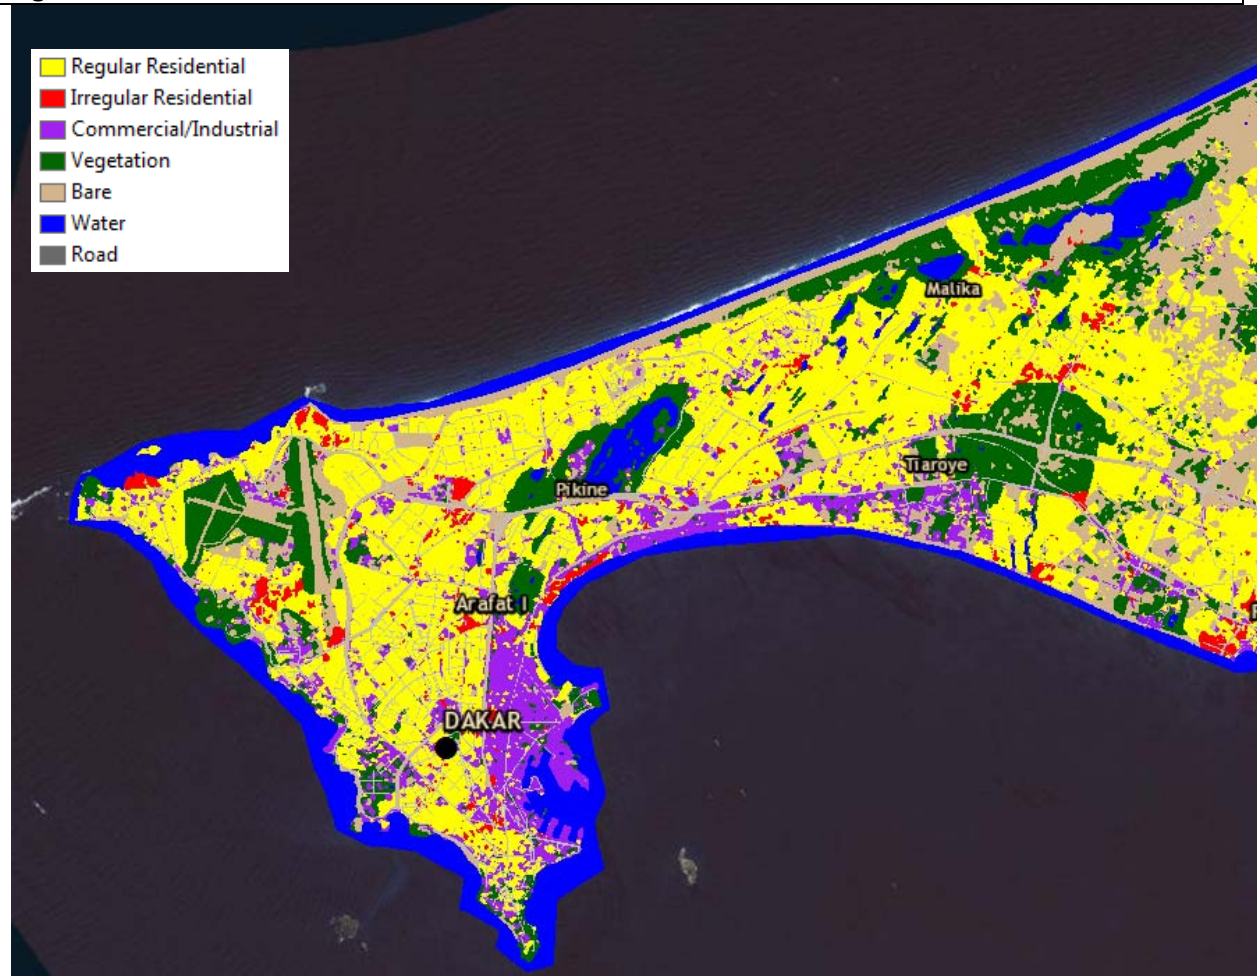 Regular Residential
Irregular Residential
Commercial/Industrial
Vegetation
Bare
Water
Road
Malika
Tiaroye
Pikine
Arafat I
DAKAR